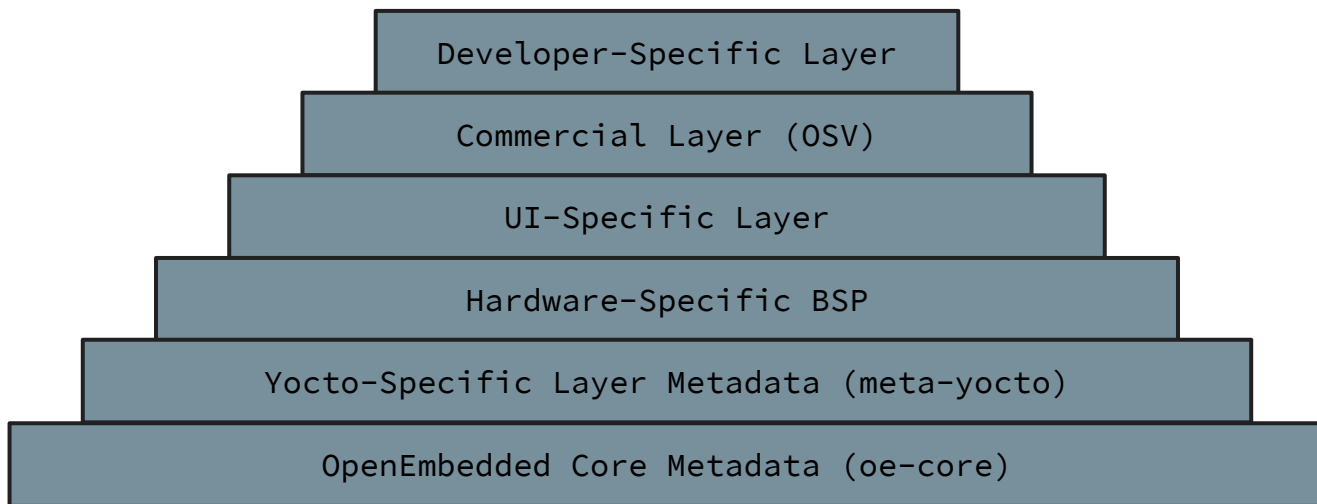 Developer-Specific Layer
Commercial Layer (OSV)
UI-Specific Layer
Hardware-Specific BSP
Yocto-Specific Layer Metadata (meta-yocto)
OpenEmbedded Core Metadata (oe-core)